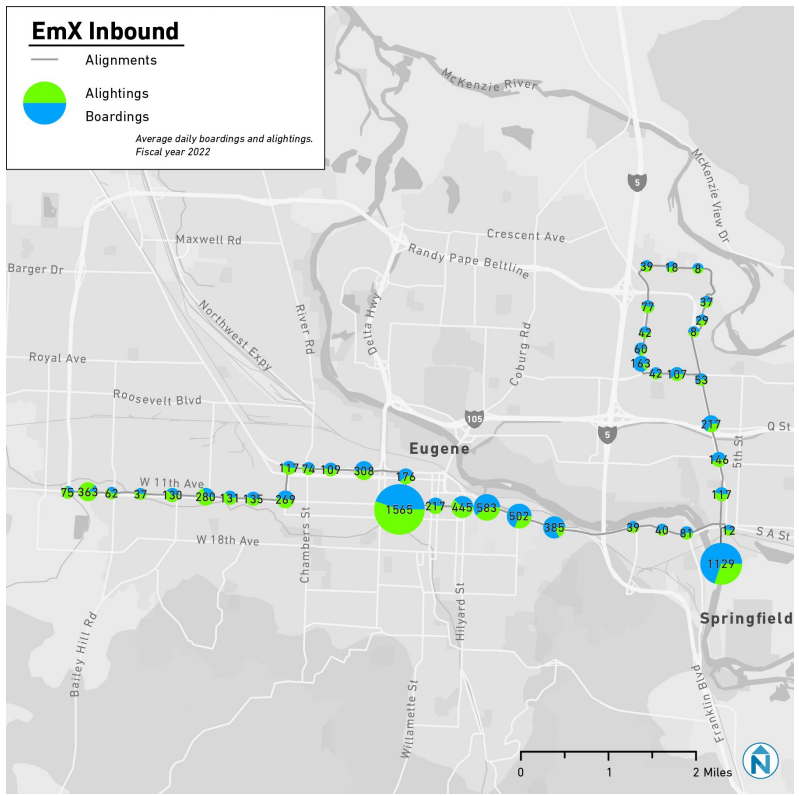 EmX Inbound
Alignments
Alightings
Boardings
Average daily boardings and alightings.
Fiscal year 2022
McKenzie River
McKenzie View Dr
5
Crescent Ave
Maxwell Rd
Randy Pape Beltline
Barger Dr
39 18 8
37
77
29
42
8
Northwest Expy
River Rd
Delta Hwy
Coburg Rd
60
163
Royal Ave
42 107 53
Roosevelt Blvd
105
5
217
Q St
Eugene
5th St
146
117 74 109 308
176
W 11th Ave
75 363 62 37 130 280 131 135 269
117
1565 217 445 583
502
385
39 40 81 12
S A St
W 18th Ave
Chambers St
1129
Hilyard St
Springfield
Bailey Hill Rd
Willamette St
Franklin Blvd
0 1 2 Miles
N